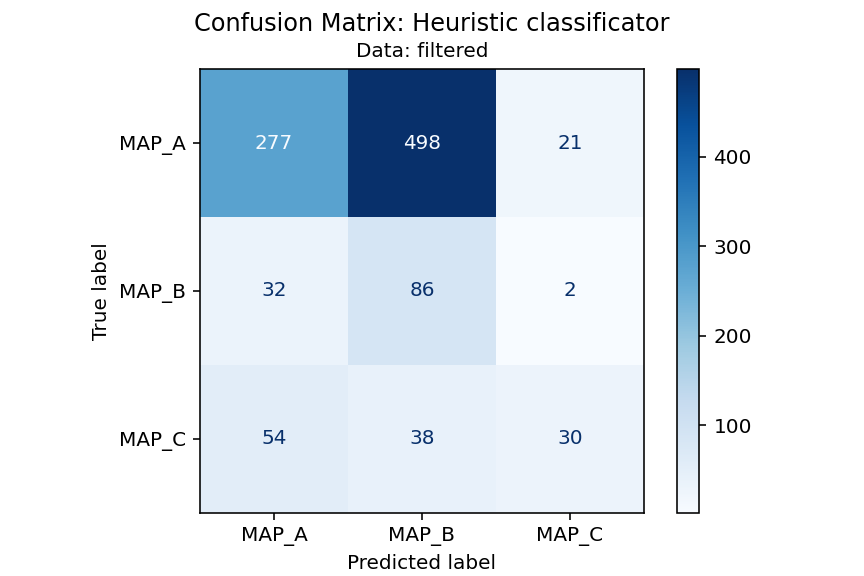 Confusion Matrix: Heuristic classificator
Data: filtered
MAP_A 277 498 21
MAP_B 32 86 2
MAP_C 54 38 30
MAP_A MAP_B MAP_C
Predicted label
True label
400
300
200
100